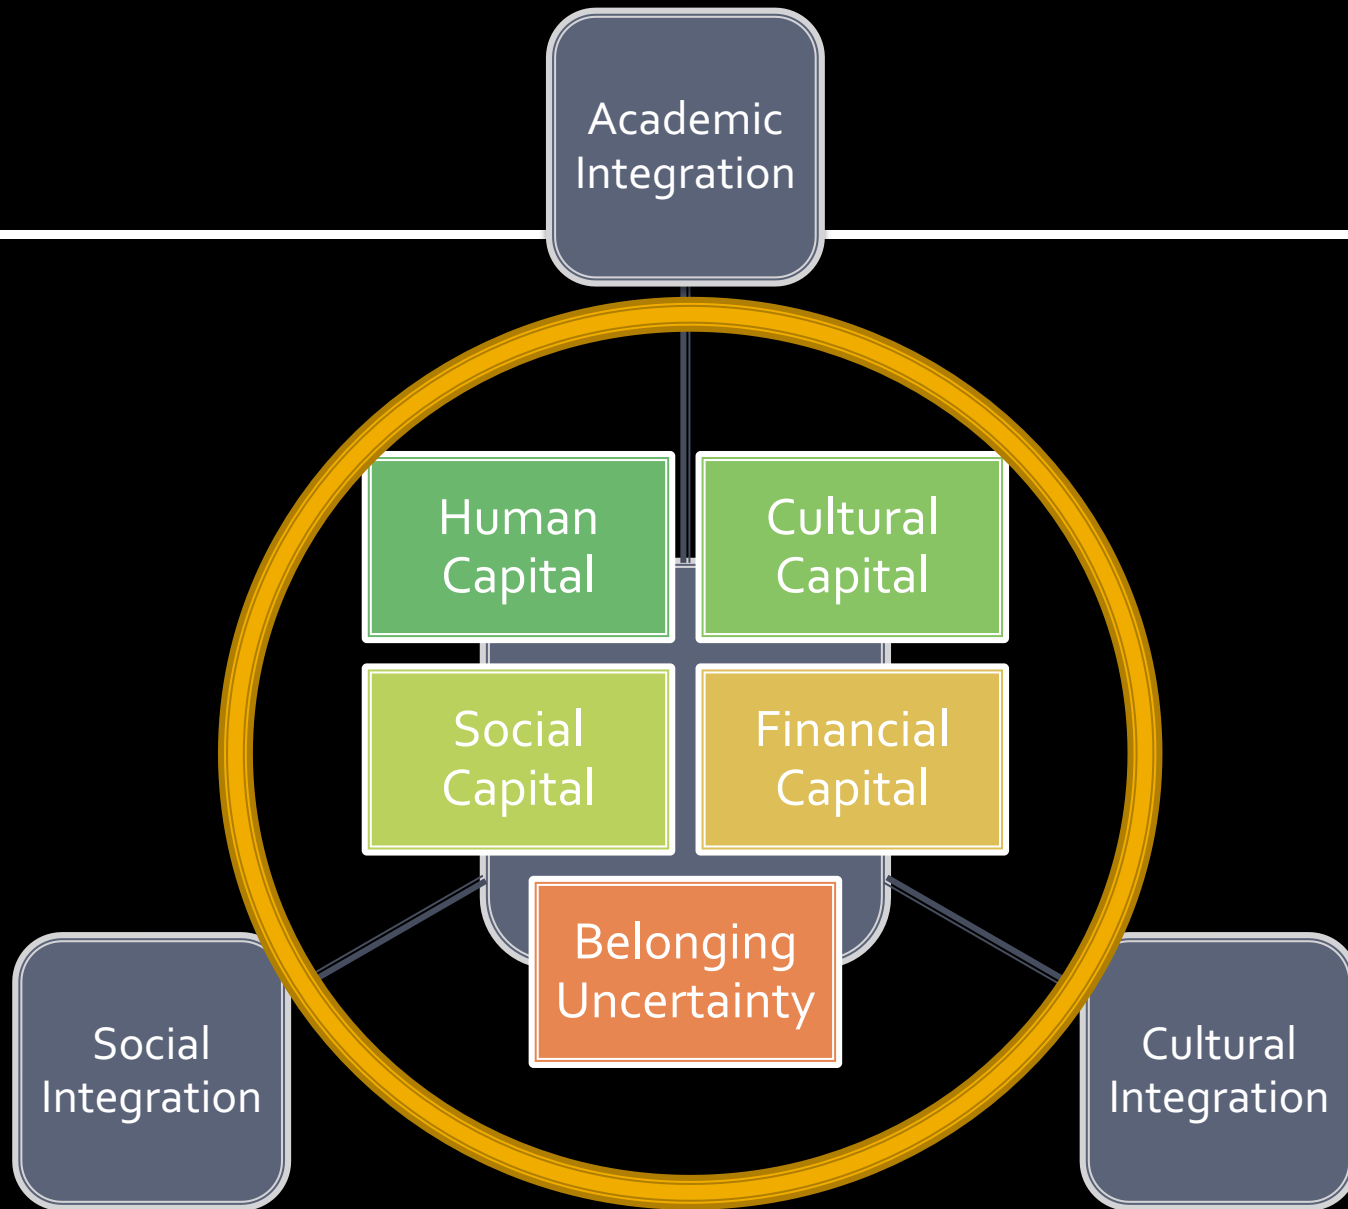 Academic
Integration
Human
Capital
Cultural
Capital
Social
Capital
Financial
Capital
Belonging
Uncertainty
Social
Integration
Cultural
Integration